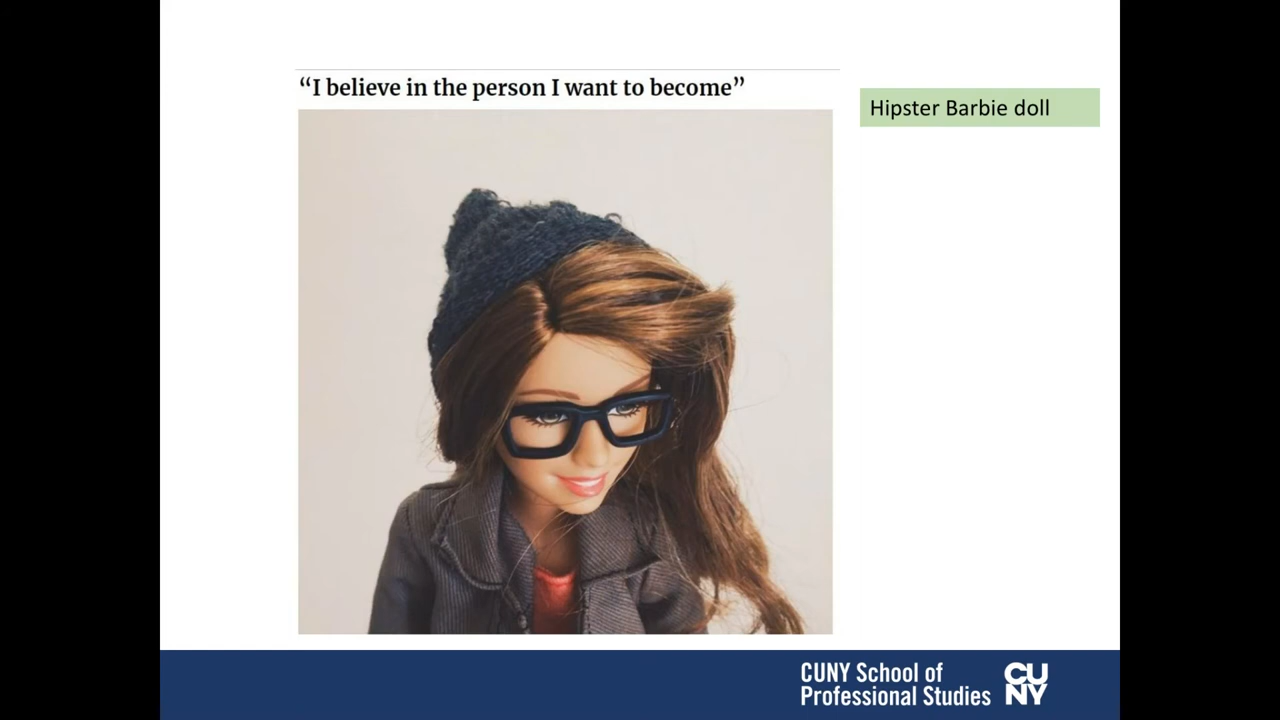 “I believe in the person I want to become”
Hipster Barbie doll
CUNY School of
Professional Studies
CU
NY